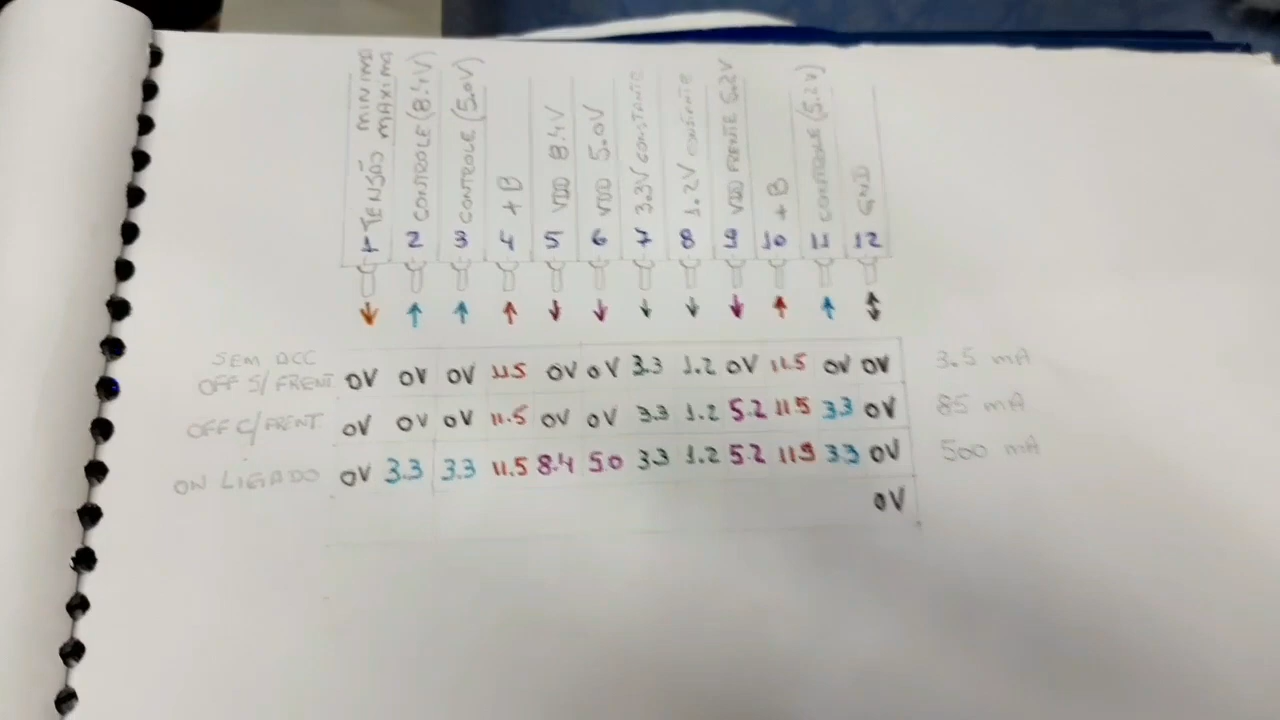 TENSÃO MINIMA MAXIMA
CONTROLE (8.4V)
CONTROLE (5.0V)
+B
VDD 8.4V
VDD 5.0V
3.3V CONSTANTE
1.2V CONSTANTE
VDD FRENTE 5.2V
+B
CONTROLE (5.2V)
GND
1 2 3 4 5 6 7 8 9 10 11 12
SEM ACC
OFF S/FRENT 0V 0V 0V 11.5 0V 0V 3.3 1.2 0V 11.5 0V 0V 3.5 mA
OFF C/FRENT. 0V 0V 0V 11.5 0V 0V 3.3 1.2 5.2 11.5 3.3 0V 85 mA
ON LIGADO 0V 3.3 3.3 11.5 8.4 5.0 3.3 1.2 5.2 11.5 3.3 0V 500 mA
0V